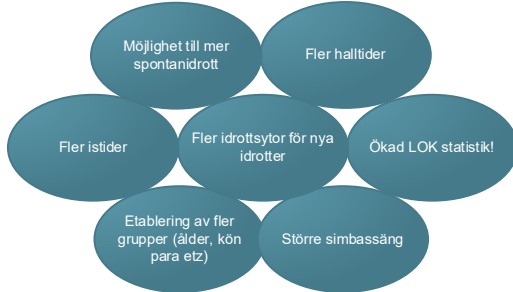 Möjlighet till mer
spontanidrott
Fler halltider
Fler istider
Fler idrottsytor för nya
idrotter
Ökad LOK statistik!
Etablering av fler
grupper (ålder, kön
para etz)
Större simbassäng